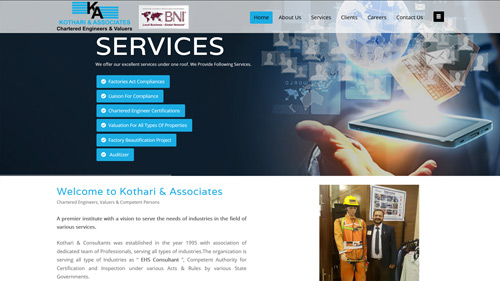 KA
KOTHARI & ASSOCIATES
Chartered Engineers & Valuers
BNI
Local Business - Global Network
Home
About Us
Services
Clients
Careers
Contact Us
SERVICES
We offer our excellent services under one roof. We Provide Following Services.
Factories Act Compliances
Liaison For Compliance
Chartered Engineer Certifications
Valuation For All Types Of Properties
Factory Beautification Project
Auditizer
Welcome to Kothari & Associates
Chartered Engineers, Valuers & Competent Persons
A premier institute with a vision to serve the needs of industries in the field of
various services.
Kothari & Consultants was established in the year 1995 with association of
dedicated team of Professionals, serving all types of industries.The organization is
serving all type of Industries as " EHS Consultant ", Competent Authority for
Certification and Inspection under various Acts & Rules by various State
Governments.